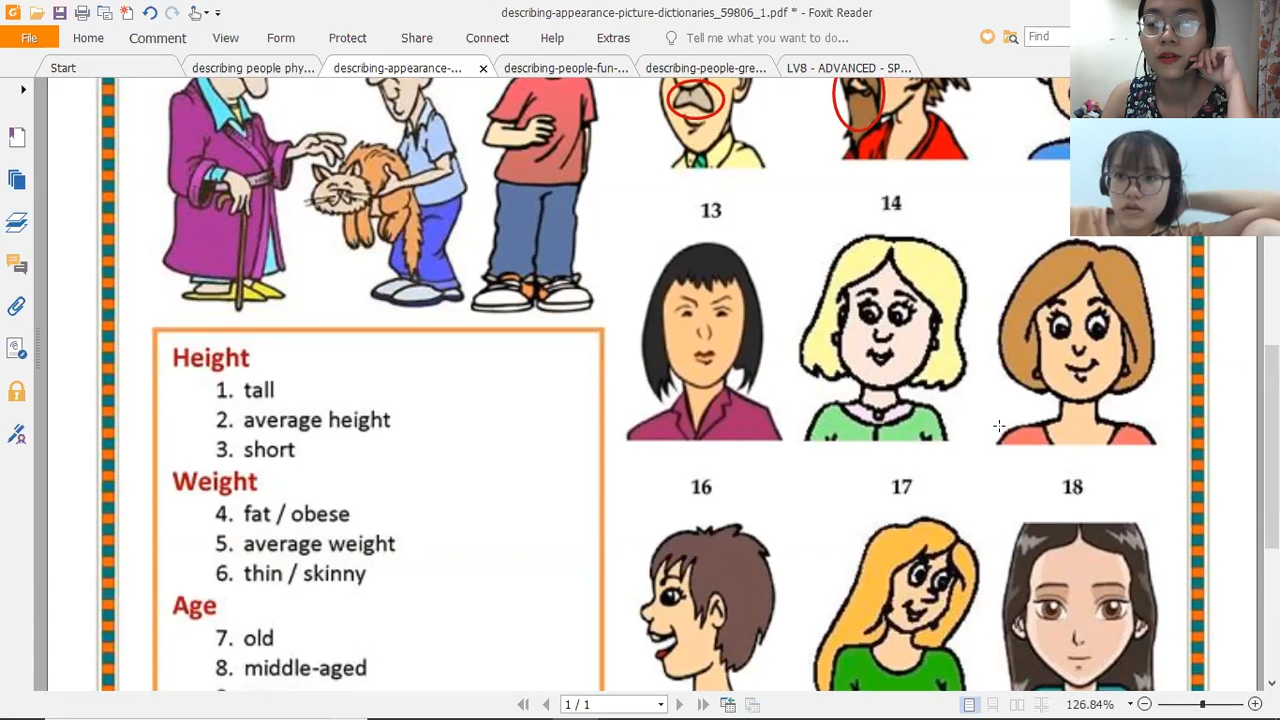 describing-appearance-picture-dictionaries_59606_6.pdf * - Foxit Reader
File Home Comment View Form Protect Share Connect Help Extras Tell me what you want to do... Find
Start describing people phy... describing-appearance-... describing-people-fun-... describing-people-gre... LV8 - ADVANCED - SP...
13
14
Height
1. tall
2. average height
3. short
Weight
4. fat / obese
5. average weight
6. thin / skinny
Age
7. old
8. middle-aged
16
17
18
1 / 1
126.84%